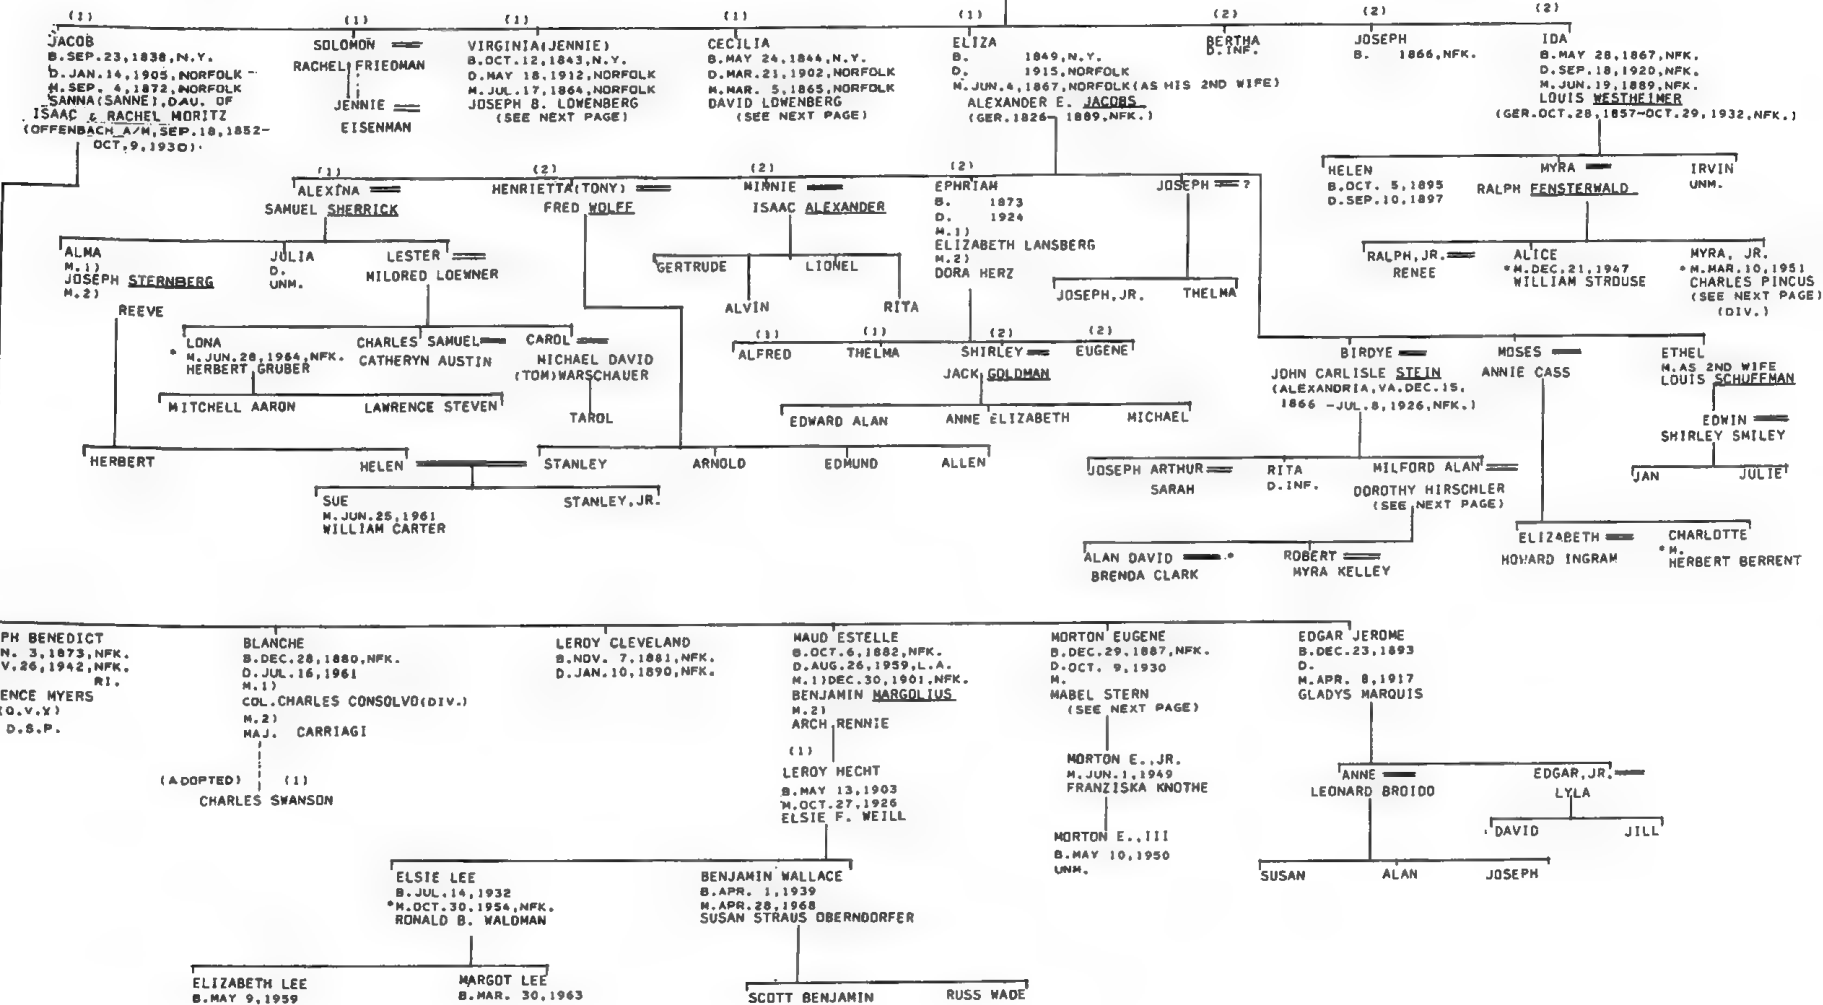 (1)
JACOB
B.SEP.23,1838,N.Y.
D.JAN.14,1905,NORFOLK
M.SEP. 4,1872,NORFOLK
SANNA(SANNE),DAU. OF
ISAAC & RACHEL MORITZ
(OFFENBACH A/M,SEP.18,1852-
OCT.9,1930)
(1)
SOLOMON
RACHEL FRIEDMAN
JENNIE
EISENMAN
(1)
VIRGINIA(JENNIE)
B.OCT.12,1843,N.Y.
D.MAY 18,1912,NORFOLK
M.JUL.17,1864,NORFOLK
JOSEPH B. LOWENBERG
(SEE NEXT PAGE)
(1)
CECILIA
B.MAY 24,1844,N.Y.
D.MAR.21,1902,NORFOLK
M.MAR. 5,1865,NORFOLK
DAVID LOWENBERG
(SEE NEXT PAGE)
(1)
ELIZA
B. 1849,N.Y.
D. 1915,NORFOLK
M.JUN.4,1867,NORFOLK(AS HIS 2ND WIFE)
ALEXANDER E. JACOBS
(GER.1826- 1889,NFK.)
(2)
BERTHA
D.INF.
(2)
JOSEPH
B. 1866,NFK.
(2)
IDA
B.MAY 28,1867,NFK.
D.SEP.18,1920,NFK.
M.JUN.19,1889,NFK.
LOUIS WESTHEIMER
(GER.OCT.28,1857-OCT.29,1932,NFK.)
(1)
ALEXINA
SAMUEL SHERRICK
(2)
HENRIETTA(TONY)
FRED WOLFF
(2)
MINNIE
ISAAC ALEXANDER
(2)
EPHRIAM
B. 1873
D. 1924
M.1)
ELIZABETH LANSBERG
M.2)
DORA HERZ
JOSEPH ?
HELEN
B.OCT. 5,1895
D.SEP.10,1897
MYRA
RALPH FENSTERWALD
IRVIN
UNM.
ALMA
M.1)
JOSEPH STERNBERG
M.2)
REEVE
JULIA
D.
UNM.
LESTER
MILDRED LOEWNER
GERTRUDE
ALVIN
LIONEL
RITA
JOSEPH,JR.
THELMA
RALPH,JR.
RENEE
ALICE
*M.DEC.21,1947
WILLIAM STROUSE
MYRA, JR.
*M.MAR.10,1951
CHARLES PINCUS
(SEE NEXT PAGE)
(DIV.)
LONA
* M.JUN.28,1964,NFK.
HERBERT GRUBER
CHARLES SAMUEL
CATHERYN AUSTIN
CAROL
MICHAEL DAVID
(TOM)WARSCHAUER
(1)
ALFRED
(1)
THELMA
(2)
SHIRLEY
JACK GOLDMAN
(2)
EUGENE
BIRDYE
JOHN CARLISLE STEIN
(ALEXANDRIA,VA.DEC.15,
1866 -JUL.8,1926,NFK.)
MOSES
ANNIE CASS
ETHEL
M.AS 2ND WIFE
LOUIS SCHUFFMAN
MITCHELL AARON
LAWRENCE STEVEN
TAROL
EDWARD ALAN
ANNE ELIZABETH
MICHAEL
EDWIN
SHIRLEY SMILEY
HERBERT
HELEN
STANLEY
ARNOLD
EDMUND
ALLEN
JOSEPH ARTHUR
SARAH
RITA
D.INF.
MILFORD ALAN
DOROTHY HIRSCHLER
(SEE NEXT PAGE)
JAN
JULIE
SUE
M.JUN.25,1961
WILLIAM CARTER
STANLEY,JR.
ALAN DAVID *
BRENDA CLARK
ROBERT
MYRA KELLEY
ELIZABETH
HOWARD INGRAM
CHARLOTTE
*M.
HERBERT BERRENT
PH BENEDICT
N. 3,1873,NFK.
V.26,1942,NFK.
RI.
ENCE MYERS
(Q.V.X)
D.S.P.
BLANCHE
B.DEC.28,1880,NFK.
D.JUL.16,1961
M.1)
COL.CHARLES CONSOLVO(DIV.)
M.2)
MAJ. CARRIAGI
(ADOPTED) (1)
CHARLES SWANSON
LEROY CLEVELAND
B.NOV. 7,1881,NFK.
D.JAN.10,1890,NFK.
MAUD ESTELLE
B.OCT.6,1882,NFK.
D.AUG.26,1959,L.A.
M.1)DEC.30,1901,NFK.
BENJAMIN MARGOLIUS
M.2)
ARCH RENNIE
(1)
LEROY HECHT
B.MAY 13,1903
M.OCT.27,1926
ELSIE F. WEILL
MORTON EUGENE
B.DEC.29,1887,NFK.
D.OCT. 9,1930
M.
MABEL STERN
(SEE NEXT PAGE)
MORTON E.,JR.
M.JUN.1,1949
FRANZISKA KNOTHE
MORTON E.,III
B.MAY 10,1950
UNM.
EDGAR JEROME
B.DEC.23,1893
D.
M.APR. 8,1917
GLADYS MARQUIS
ANNE
LEONARD BROIDO
EDGAR,JR.
LYLA
DAVID
JILL
SUSAN
ALAN
JOSEPH
ELSIE LEE
B.JUL.14,1932
*M.OCT.30,1954,NFK.
RONALD B. WALDMAN
BENJAMIN WALLACE
B.APR. 1,1939
M.APR.28,1968
SUSAN STRAUS OBERNDORFER
ELIZABETH LEE
B.MAY 9,1959
MARGOT LEE
B.MAR. 30,1963
SCOTT BENJAMIN
RUSS WADE